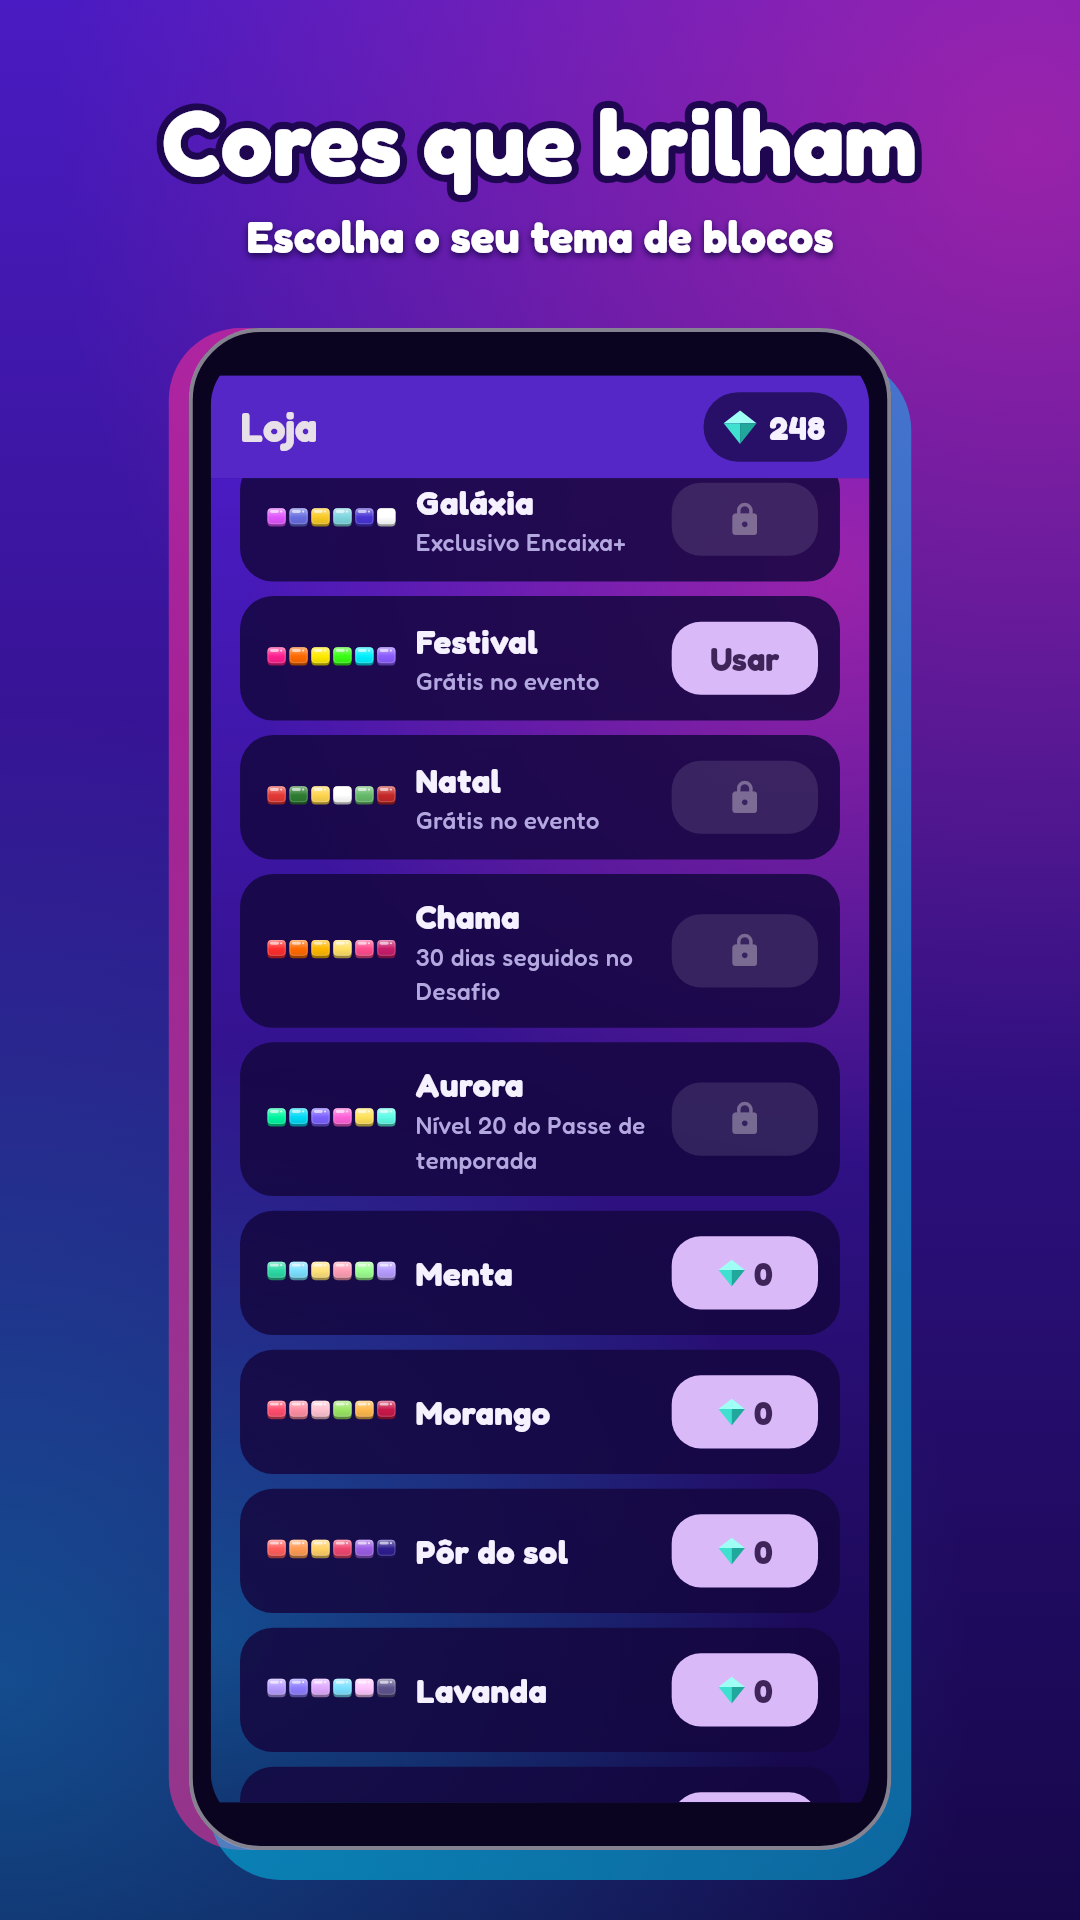 Cores que brilham
Escolha o seu tema de blocos
Loja
248
Galáxia
Exclusivo Encaixa+
Festival
Grátis no evento
Usar
Natal
Grátis no evento
Chama
30 dias seguidos no
Desafio
Aurora
Nível 20 do Passe de
temporada
Menta
0
Morango
0
Pôr do sol
0
Lavanda
0